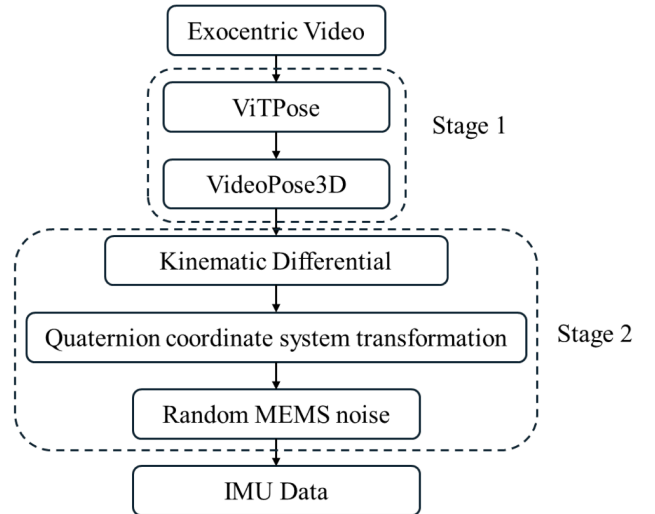 Exocentric Video
ViTPose
Stage 1
VideoPose3D
Kinematic Differential
Quaternion coordinate system transformation
Stage 2
Random MEMS noise
IMU Data